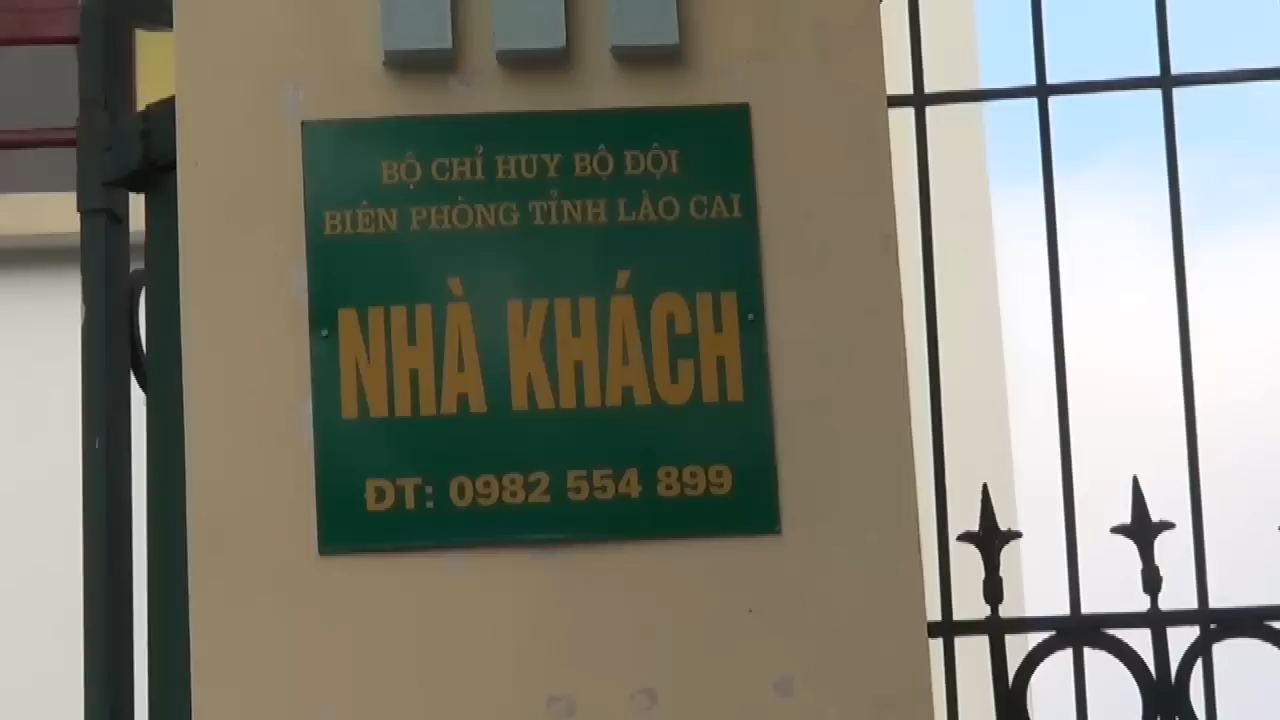 BỘ CHỈ HUY BỘ ĐỘI
BIÊN PHÒNG TỈNH LÀO CAI
NHÀ KHÁCH
ĐT: 0982 554 899